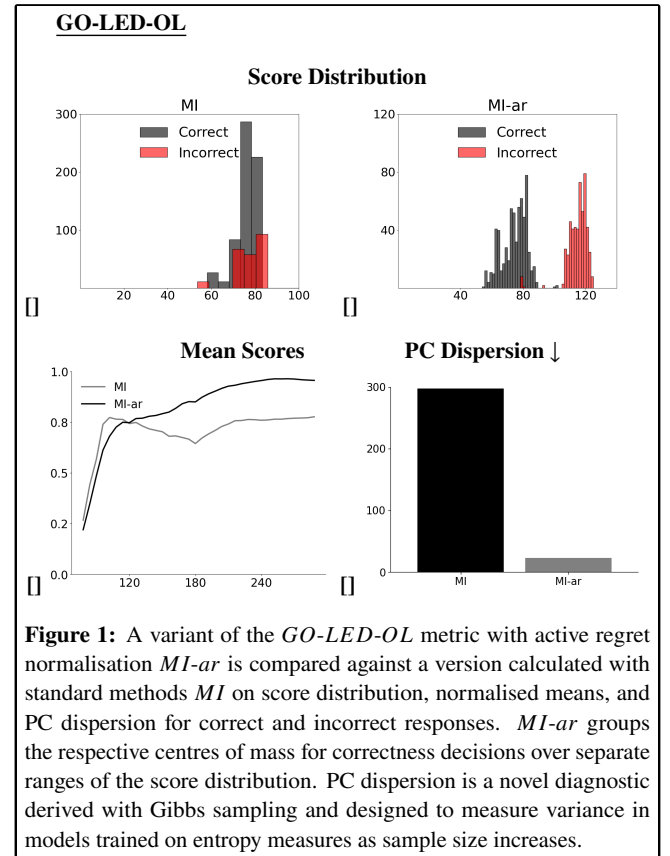 GO-LED-OL
Score Distribution
MI
300
200
100
Correct
Incorrect
20 40 60 80 100
[]
MI-ar
120
80
40
Correct
Incorrect
40 80 120
[]
Mean Scores
1.0
0.8
0.5
0.2
0.0
MI
MI-ar
120 180 240
[]
PC Dispersion ↓
300
200
100
0
MI MI-ar
[]
Figure 1: A variant of the GO-LED-OL metric with active regret
normalisation MI-ar is compared against a version calculated with
standard methods MI on score distribution, normalised means, and
PC dispersion for correct and incorrect responses. MI-ar groups
the respective centres of mass for correctness decisions over separate
ranges of the score distribution. PC dispersion is a novel diagnostic
derived with Gibbs sampling and designed to measure variance in
models trained on entropy measures as sample size increases.